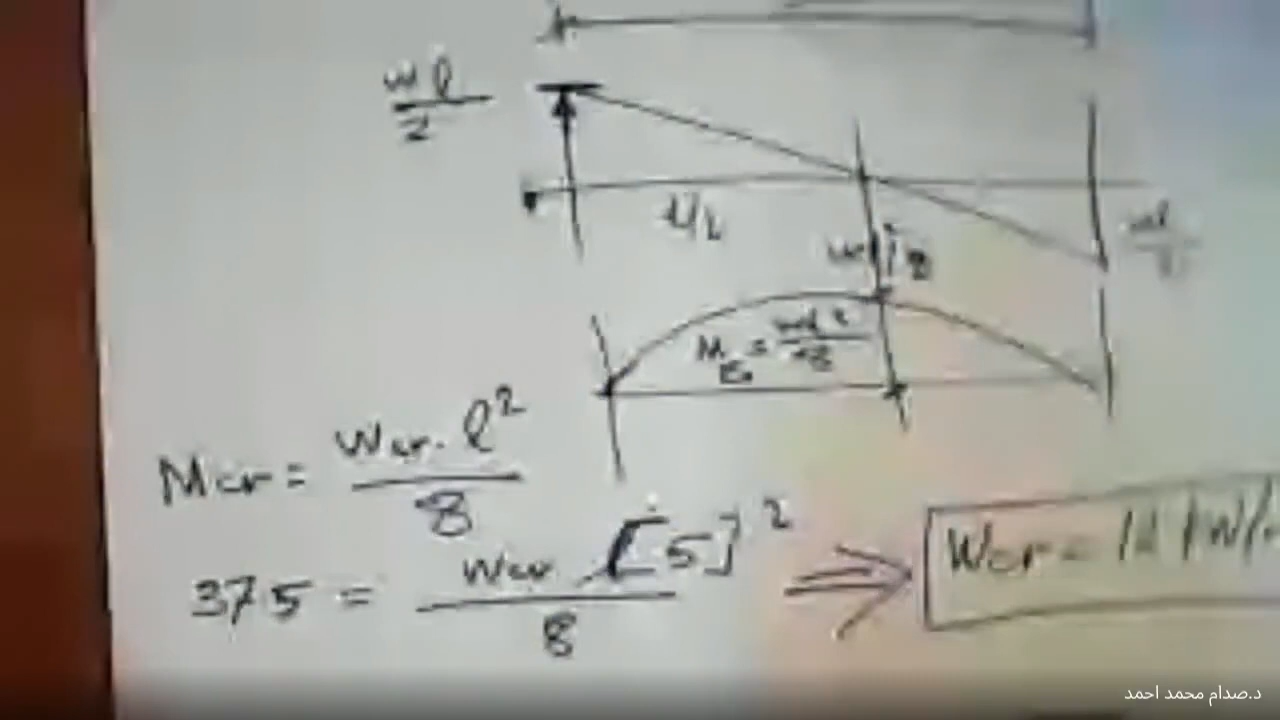 wl/2
l/2
wl/2
wl²/8
M = wl²/8
Mcr = Wcr. l²/8
375 = Wcr. [5]²/8
Wcr = 12 kN/
د.صدام محمد احمد